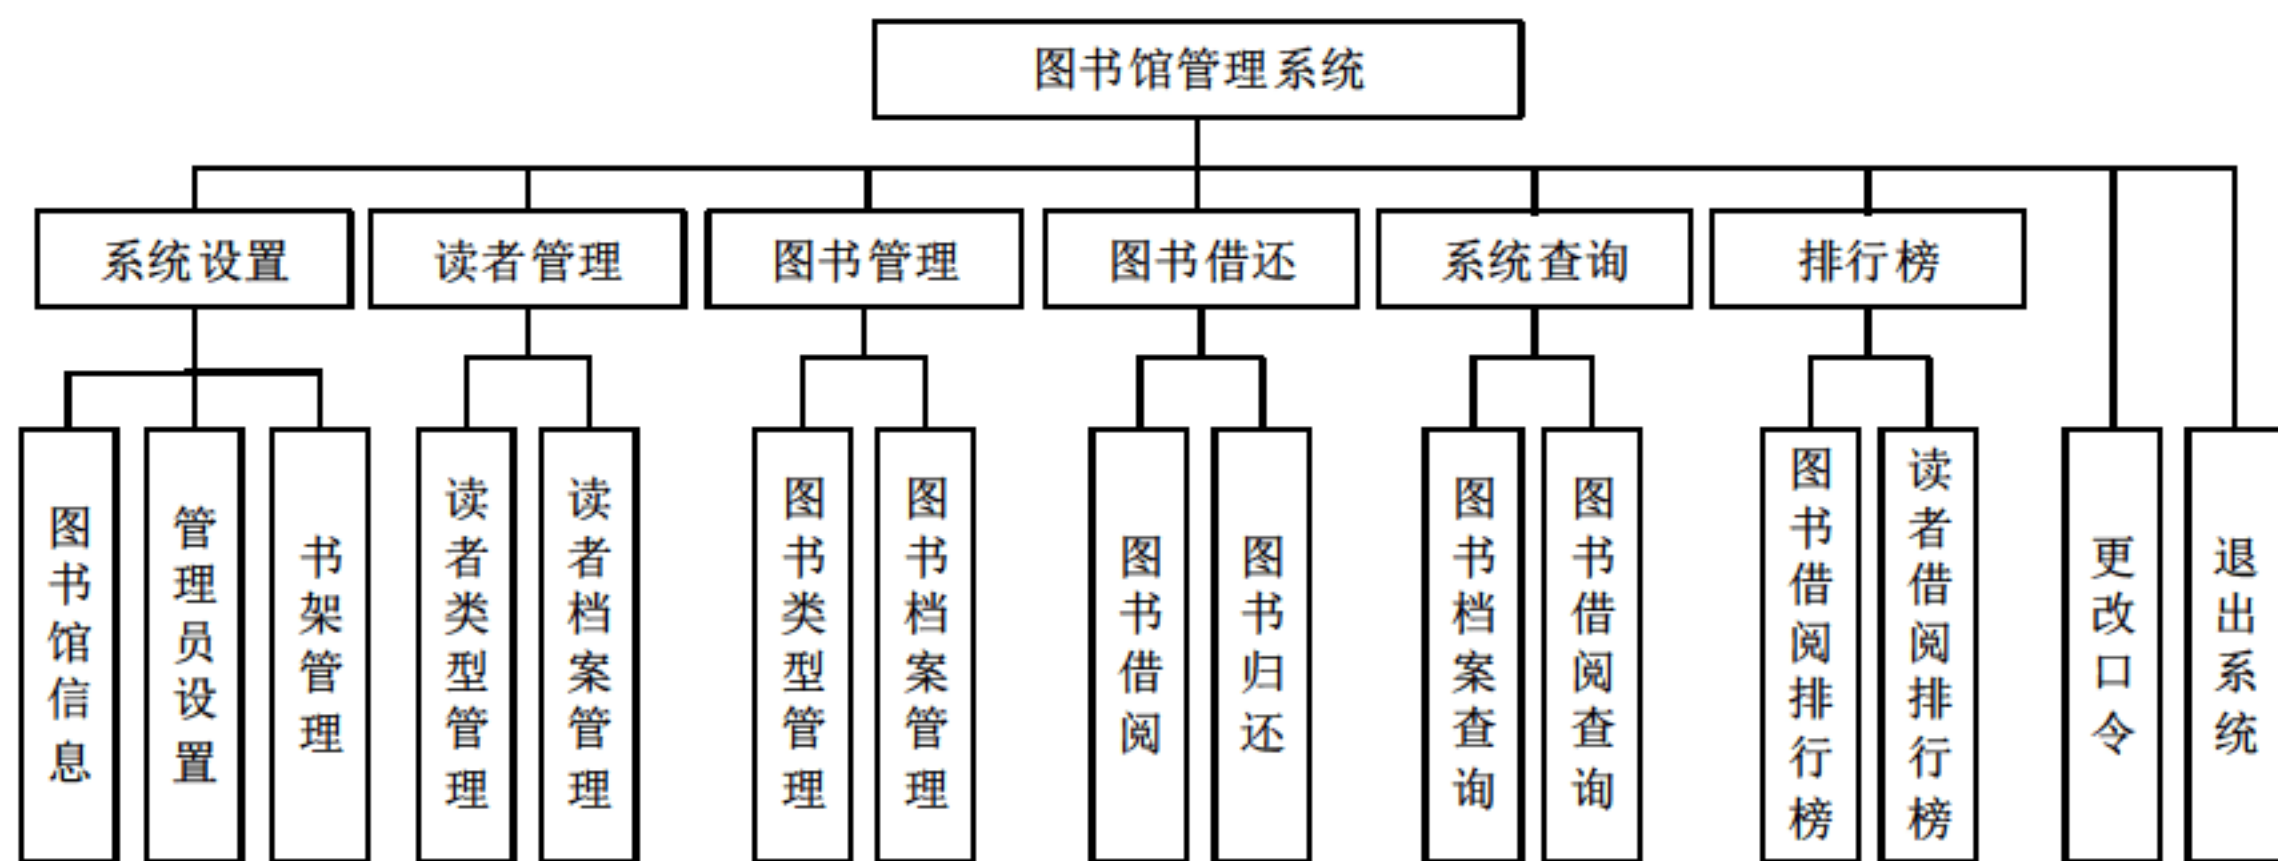 图书馆管理系统
系统设置
读者管理
图书管理
图书借还
系统查询
排行榜
图书馆信息
管理员设置
书架管理
读者类型管理
读者档案管理
图书类型管理
图书档案管理
图书借阅
图书归还
图书档案查询
图书借阅查询
图书借阅排行榜
读者借阅排行榜
更改口令
退出系统